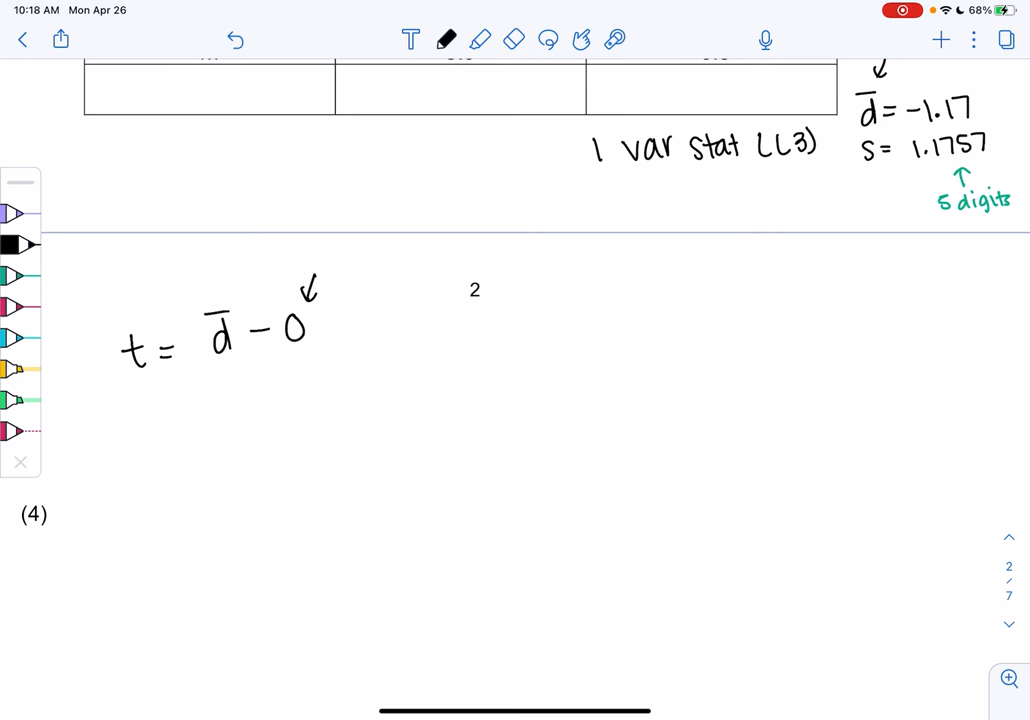 10:18 AM Mon Apr 26
68%
T
d̅ = -1.17
1 var stat (L3)
s = 1.1757
5 digits
2
t = d̅ - 0
(4)
2
/
7